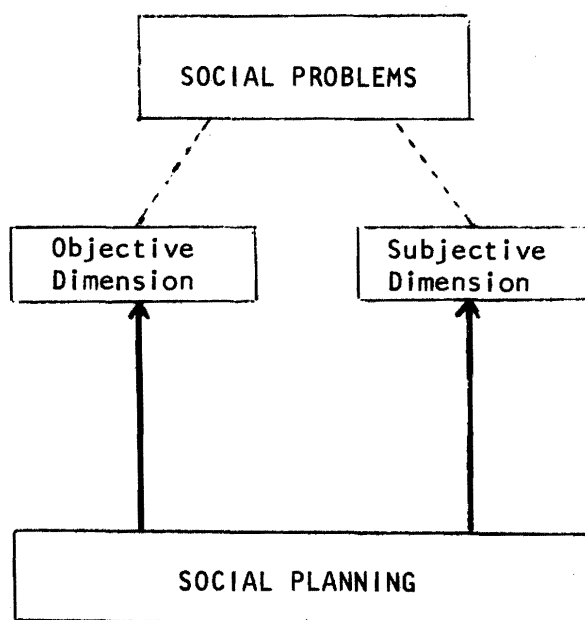 SOCIAL PROBLEMS
Objective
Dimension
Subjective
Dimension
SOCIAL PLANNING